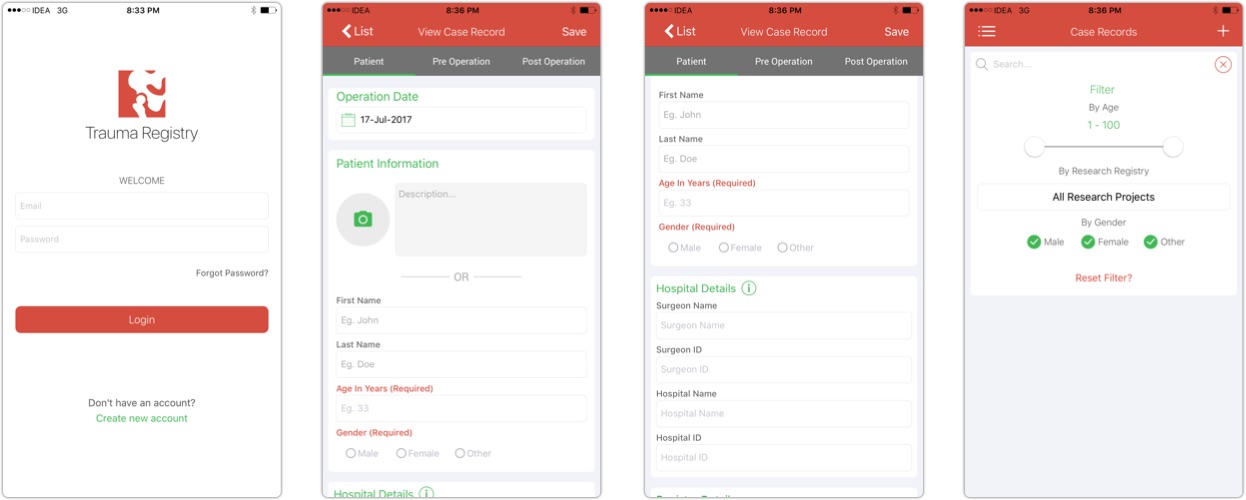 IDEA 3G 8:33 PM
Trauma Registry
WELCOME
Email
Password
Forgot Password?
Login
Don't have an account?
Create new account
IDEA 8:36 PM
List View Case Record Save
Patient Pre Operation Post Operation
Operation Date
17-Jul-2017
Patient Information
Description...
OR
First Name
Eg. John
Last Name
Eg. Doe
Age In Years (Required)
Eg. 33
Gender (Required)
Male Female Other
Hospital Details
IDEA 8:36 PM
List View Case Record Save
Patient Pre Operation Post Operation
First Name
Eg. John
Last Name
Eg. Doe
Age In Years (Required)
Eg. 33
Gender (Required)
Male Female Other
Hospital Details
Surgeon Name
Surgeon Name
Surgeon ID
Surgeon ID
Hospital Name
Hospital Name
Hospital ID
Hospital ID
IDEA 3G 8:36 PM
Case Records
Search...
Filter
By Age
1 - 100
By Research Registry
All Research Projects
By Gender
Male Female Other
Reset Filter?